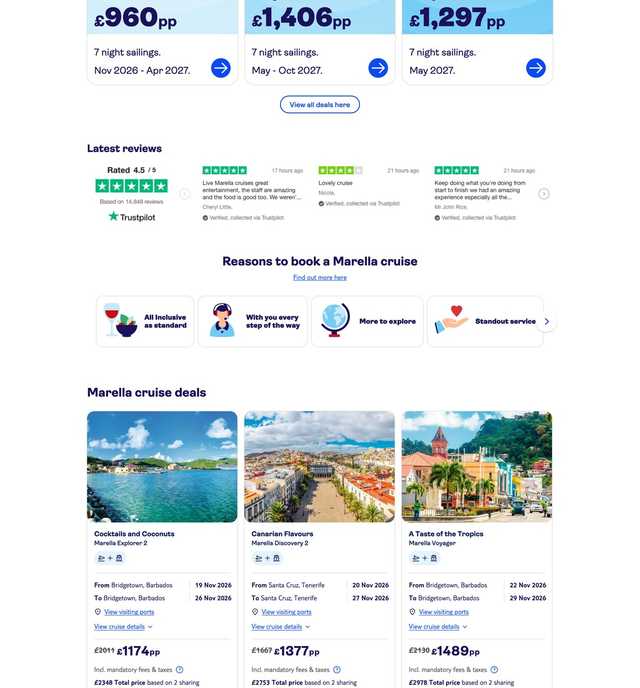 £960pp
£1,406pp
£1,297pp
7 night sailings.
Nov 2026 - Apr 2027.
7 night sailings.
May - Oct 2027.
7 night sailings.
May 2027.
View all deals here
Latest reviews
Rated 4.5 / 5
Based on 14,849 reviews
Trustpilot
17 hours ago
Live Marella cruises great
entertainment, the staff are amazing
and the food is good too. We weren'...
Cheryl Little,
Verified, collected via Trustpilot
21 hours ago
Lovely cruise
Nicola,
Verified, collected via Trustpilot
21 hours ago
Keep doing what you're doing from
start to finish we had an amazing
experience especially all the...
Mr John Rice,
Verified, collected via Trustpilot
Reasons to book a Marella cruise
Find out more here
All Inclusive
as standard
With you every
step of the way
More to explore
Standout service
Marella cruise deals
Cocktails and Coconuts
Marella Explorer 2
From Bridgetown, Barbados 19 Nov 2026
To Bridgetown, Barbados 26 Nov 2026
View visiting ports
View cruise details
£2011 £1174pp
Incl. mandatory fees & taxes
£2348 Total price based on 2 sharing
Canarian Flavours
Marella Discovery 2
From Santa Cruz, Tenerife 20 Nov 2026
To Santa Cruz, Tenerife 27 Nov 2026
View visiting ports
View cruise details
£1667 £1377pp
Incl. mandatory fees & taxes
£2753 Total price based on 2 sharing
A Taste of the Tropics
Marella Voyager
From Bridgetown, Barbados 22 Nov 2026
To Bridgetown, Barbados 29 Nov 2026
View visiting ports
View cruise details
£2130 £1489pp
Incl. mandatory fees & taxes
£2978 Total price based on 2 sharing